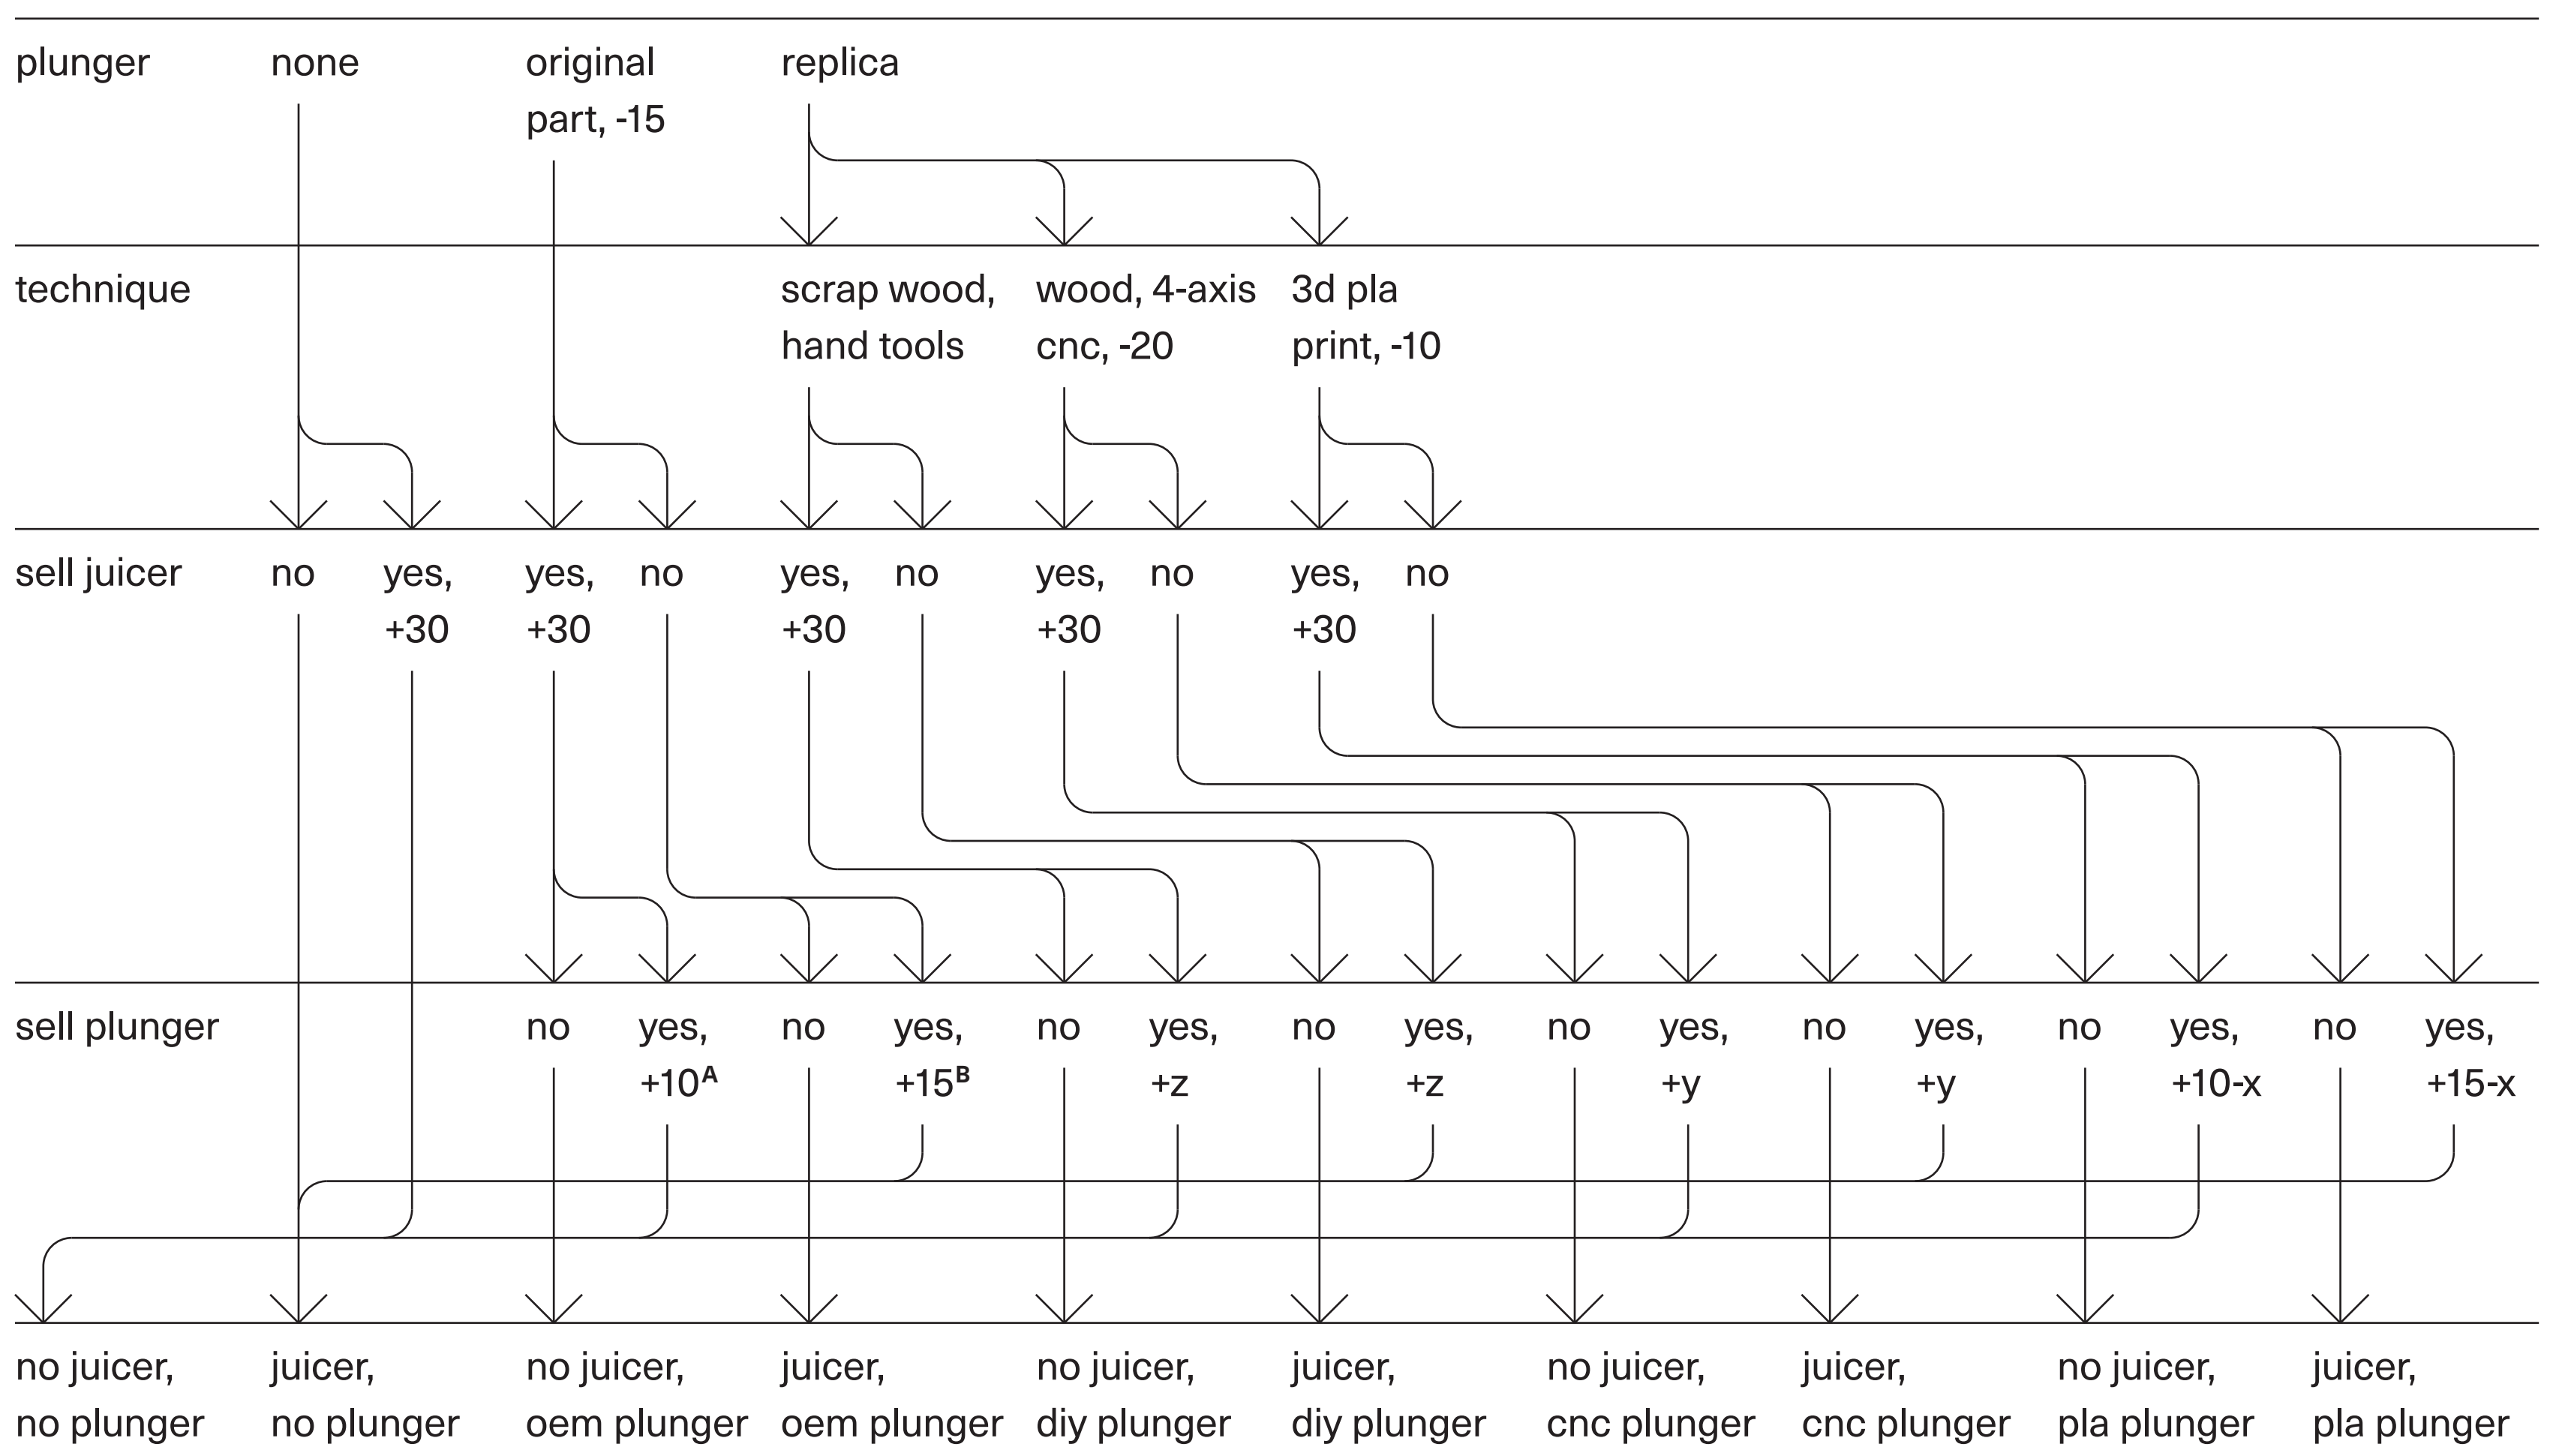 plunger none original replica
part, -15
technique scrap wood, wood, 4-axis 3d pla
hand tools cnc, -20 print, -10
sell juicer no yes, yes, no yes, no yes, no yes, no
+30 +30 +30 +30 +30
sell plunger no yes, no yes, no yes, no yes, no yes, no yes, no yes, no yes,
+10ᴬ +15ᴮ +z +z +y +y +10-x +15-x
no juicer, juicer, no juicer, juicer, no juicer, juicer, no juicer, juicer, no juicer, juicer,
no plunger no plunger oem plunger oem plunger diy plunger diy plunger cnc plunger cnc plunger pla plunger pla plunger